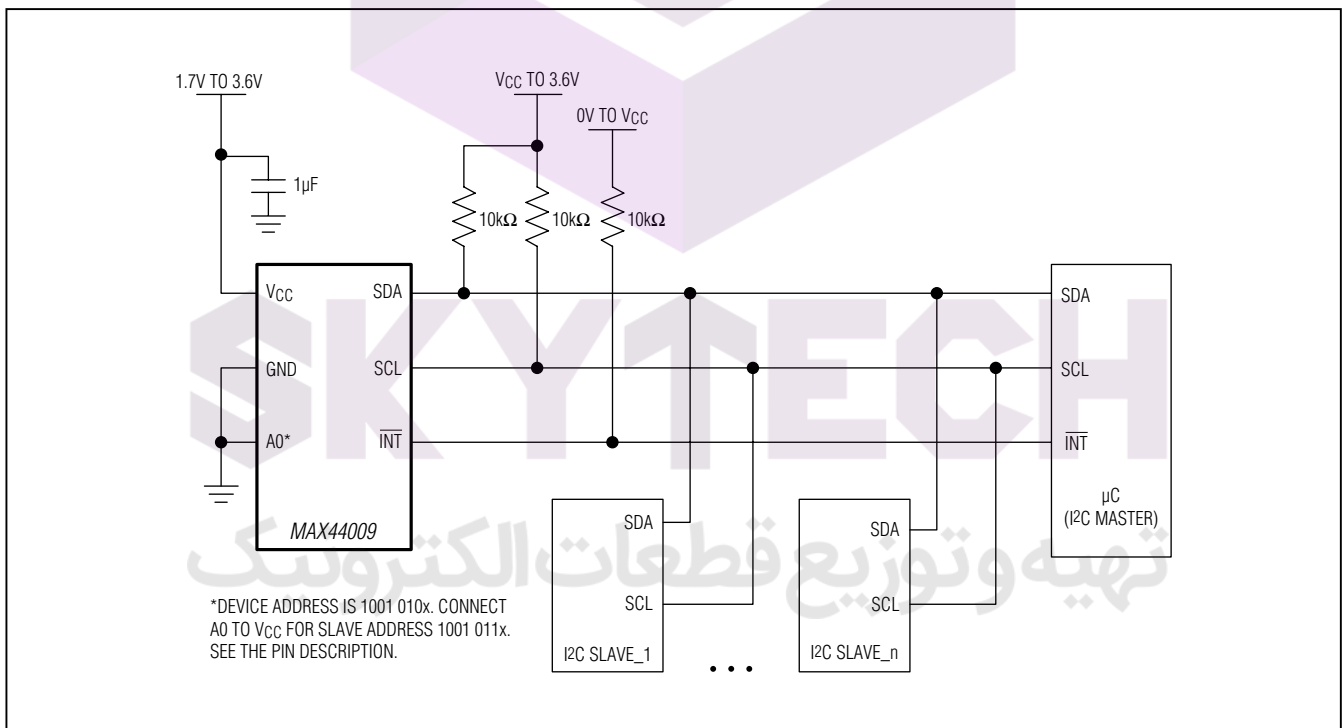 1.7V TO 3.6V
VCC TO 3.6V
0V TO VCC
1µF
10kΩ
10kΩ
10kΩ
VCC
SDA
GND
SCL
A0*
INT
MAX44009
SDA
SCL
INT
µC
(I²C MASTER)
SDA
SCL
I²C SLAVE_1
• • •
SDA
SCL
I²C SLAVE_n
*DEVICE ADDRESS IS 1001 010x. CONNECT
A0 TO VCC FOR SLAVE ADDRESS 1001 011x.
SEE THE PIN DESCRIPTION.
SKYTECH
تهیه و توزیع قطعات الکترونیک